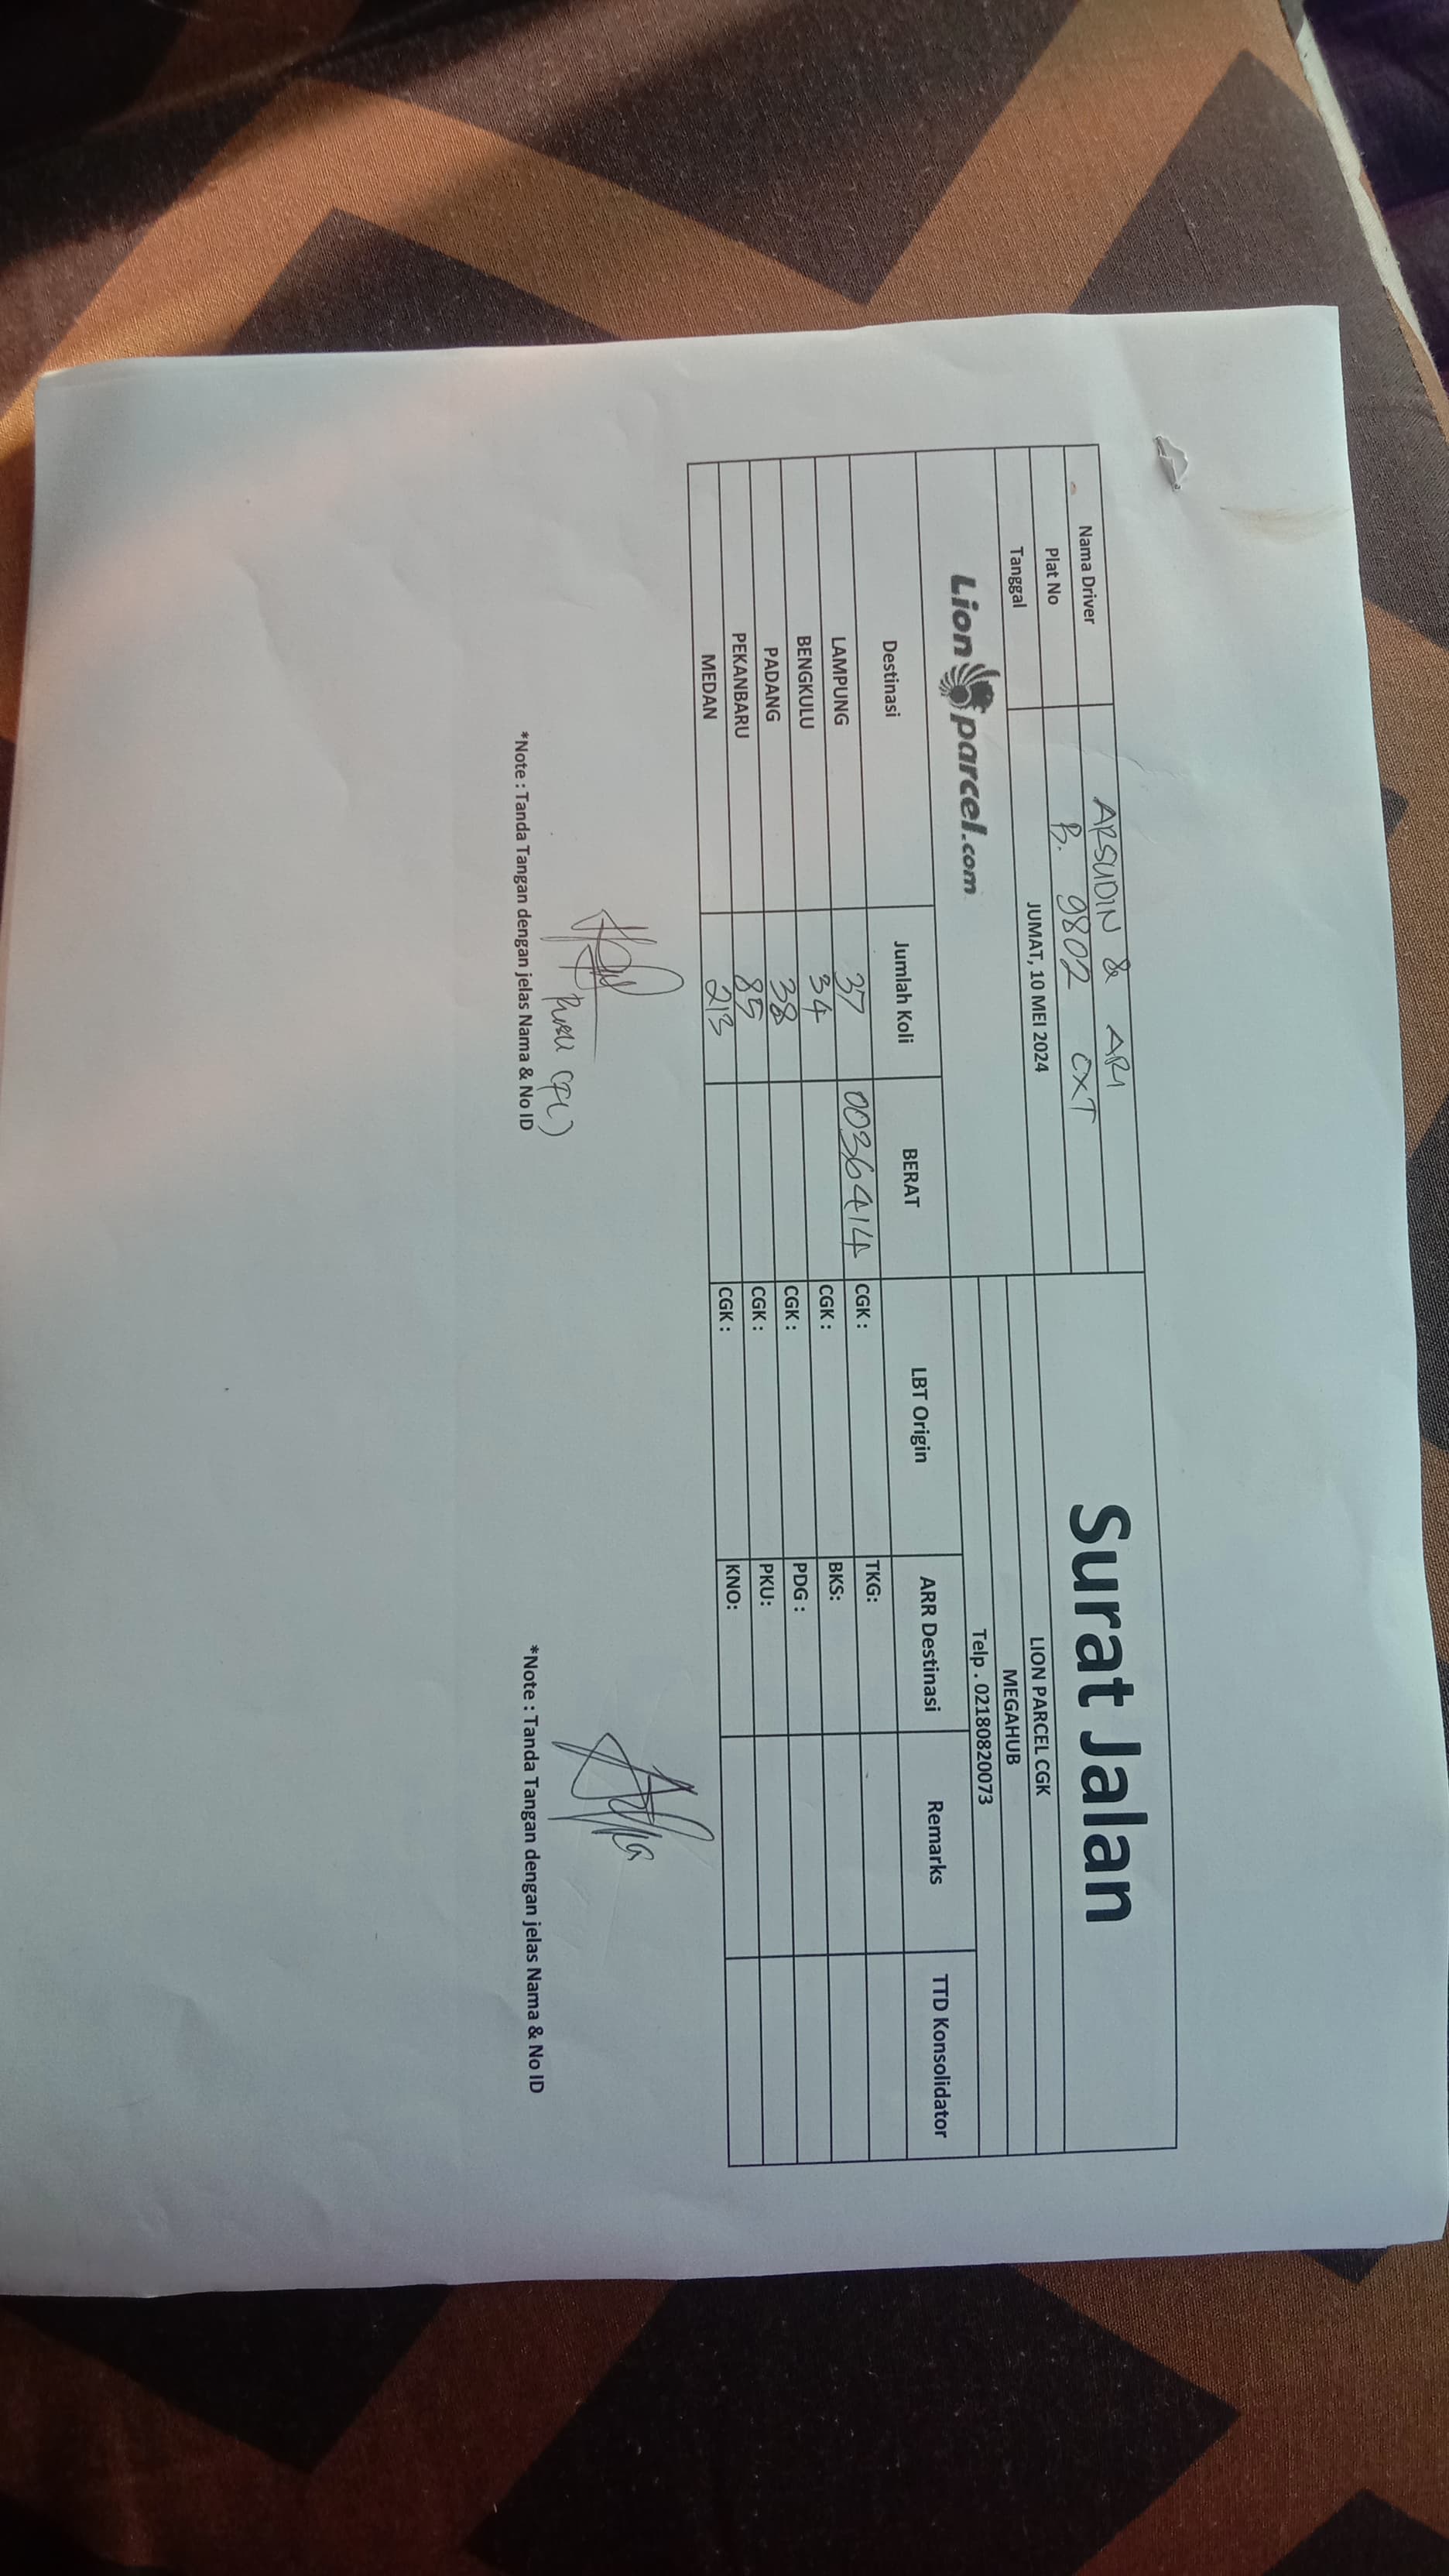 Nama Driver ARSUDIN & ARI
Surat Jalan
Plat No B. 9802 CXT
Tanggal JUMAT, 10 MEI 2024
LION PARCEL CGK
MEGAHUB
Telp . 02180820073
Lion parcel.com
Destinasi Jumlah Koli BERAT LBT Origin ARR Destinasi Remarks TTD Konsolidator
LAMPUNG 37 0036414 CGK : TKG:
BENGKULU 34 CGK : BKS:
PADANG 38 CGK : PDG :
PEKANBARU 85 CGK : PKU:
MEDAN 213 CGK : KNO:
*Note : Tanda Tangan dengan jelas Nama & No ID
*Note : Tanda Tangan dengan jelas Nama & No ID